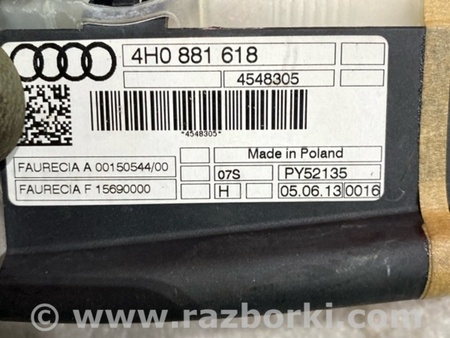 4H0 881 618
4548305
*4548305*
Made in Poland
FAURECIA A 00150544/00
07S PY52135
FAURECIA F 15690000
H 05.06.13 0016
www.razborki.com